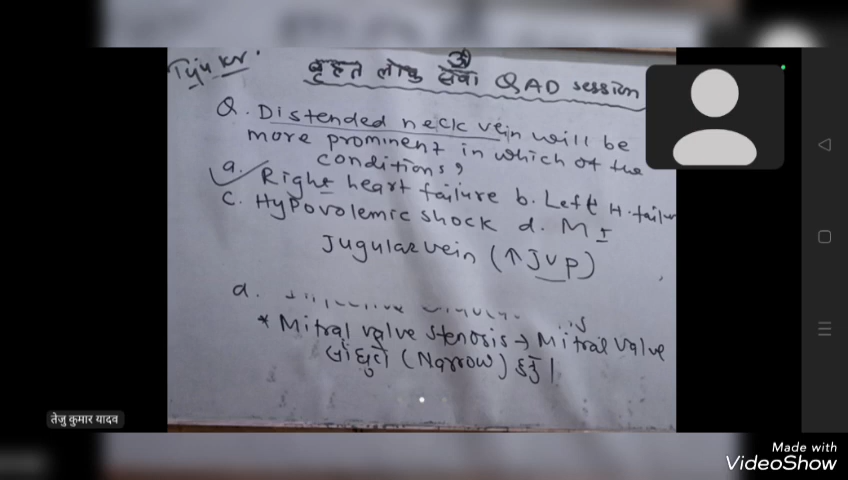 Tiju kr.
बृहत लोक सेवा QAD session
Q. Distended neck vein will be
more prominent in which of the
conditions,
a. Right heart failure b. Left H. failur
c. Hypovolemic shock d. MI
Jugular vein (↑JVP)
a.
* Mitral valve stenosis → Mitral valve
साँघुरो (Narrow) हुनु।
तेजु कुमार यादव
Made with
VideoShow